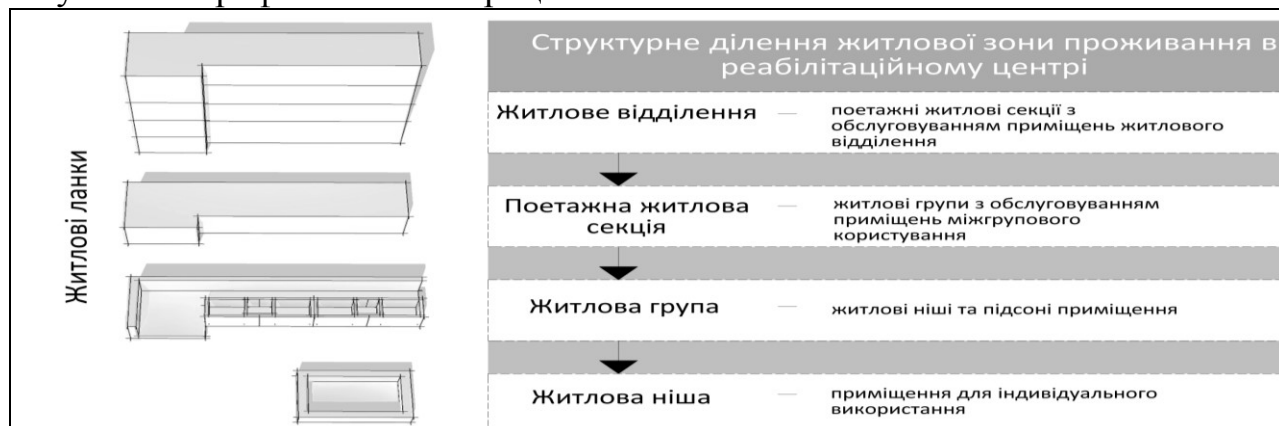 Житлові ланки
Структурне ділення житлової зони проживання в
реабілітаційному центрі
Житлове відділення — поетажні житлові секції з
обслуговуванням приміщень житлового
відділення
Поетажна житлова
секція
— житлові групи з обслуговуванням
приміщень міжгрупового
користування
Житлова група — житлові ніші та підсоні приміщення
Житлова ніша — приміщення для індивідуального
використання